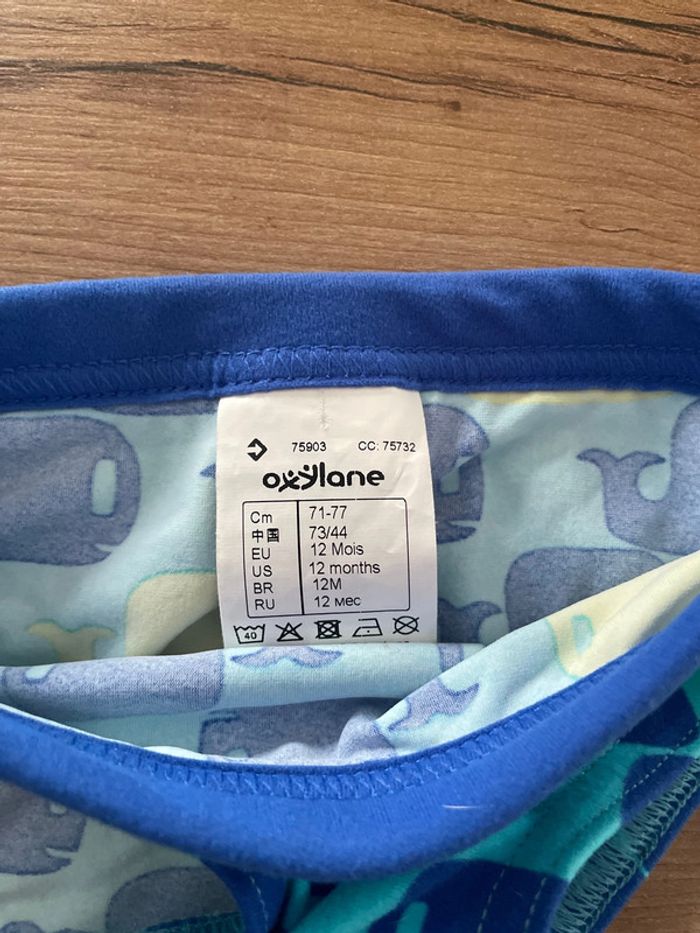 75903 CC: 75732
oxylane
Cm 71-77
中国 73/44
EU 12 Mois
US 12 months
BR 12M
RU 12 мес
40